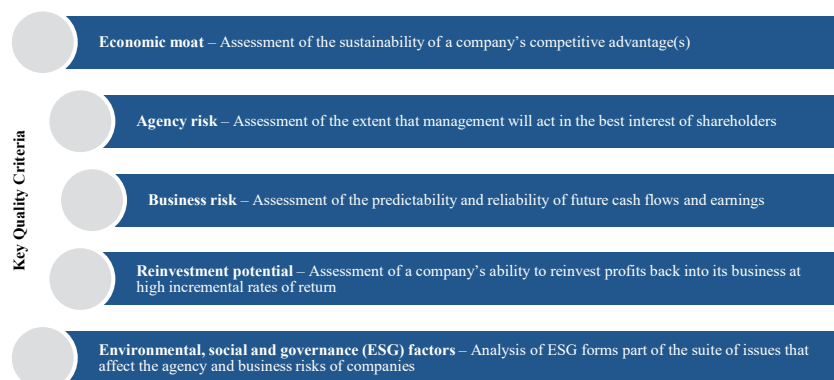 Key Quality Criteria
Economic moat – Assessment of the sustainability of a company’s competitive advantage(s)
Agency risk – Assessment of the extent that management will act in the best interest of shareholders
Business risk – Assessment of the predictability and reliability of future cash flows and earnings
Reinvestment potential – Assessment of a company’s ability to reinvest profits back into its business at
high incremental rates of return
Environmental, social and governance (ESG) factors – Analysis of ESG forms part of the suite of issues that
affect the agency and business risks of companies